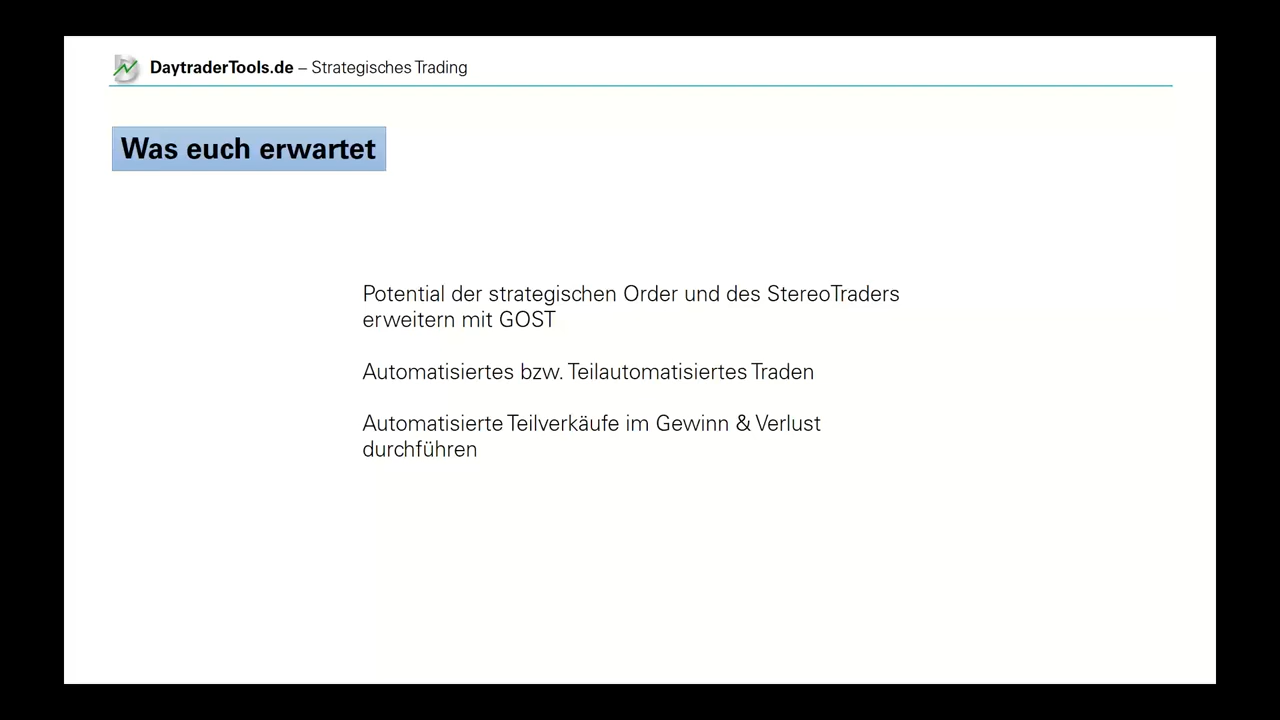 DaytraderTools.de – Strategisches Trading
Was euch erwartet
Potential der strategischen Order und des StereoTraders
erweitern mit GOST
Automatisiertes bzw. Teilautomatisiertes Traden
Automatisierte Teilverkäufe im Gewinn & Verlust
durchführen